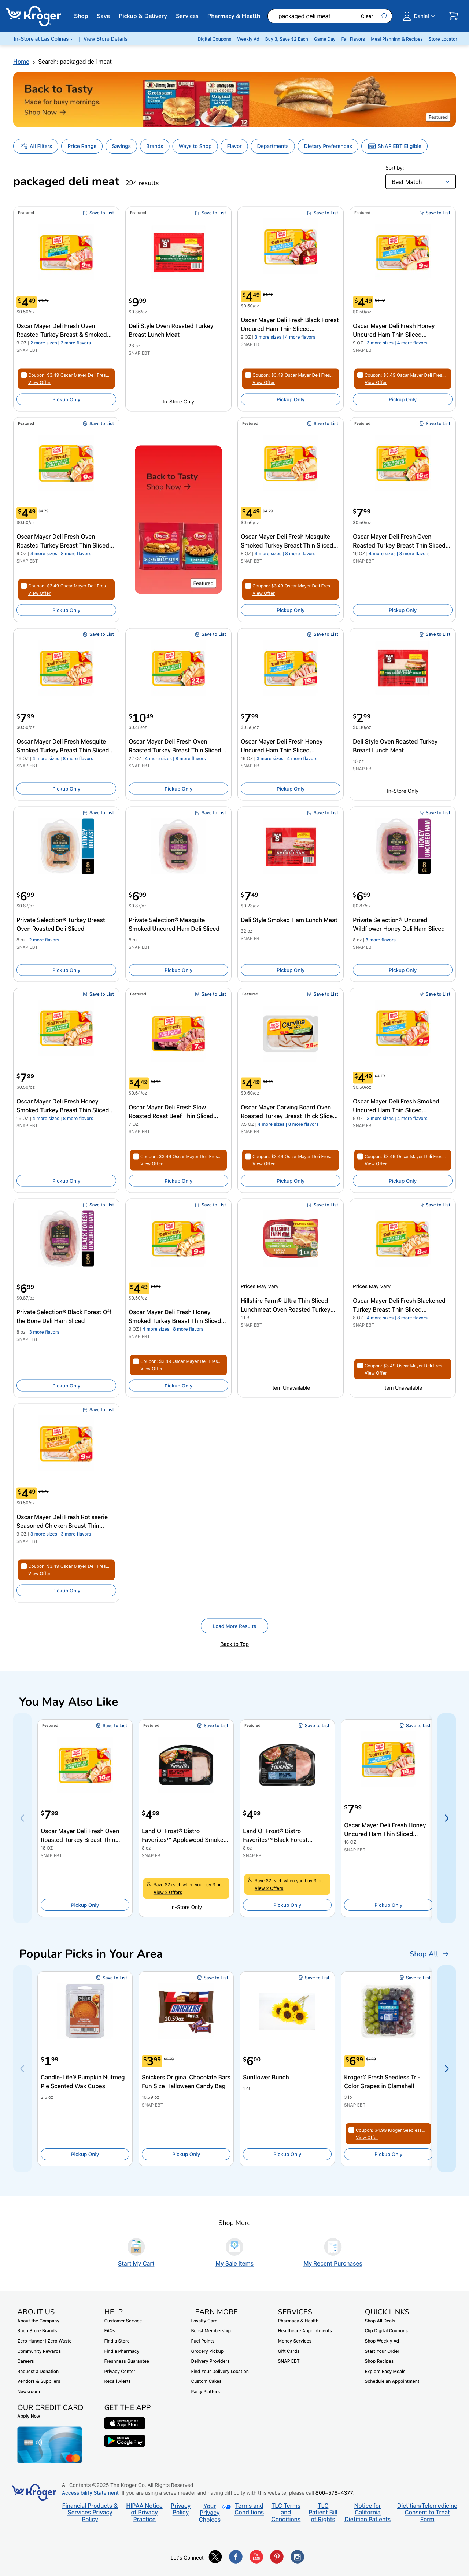 Kroger
Shop Save Pickup & Delivery Services Pharmacy & Health packaged deli meat Clear Daniel
In-Store at Las Colinas | View Store Details Digital Coupons Weekly Ad Buy 3, Save $2 Each Game Day Fall Flavors Meal Planning & Recipes Store Locator
Home > Search: packaged deli meat
Back to Tasty
Made for busy mornings.
Shop Now →
Featured
All Filters Price Range Savings Brands Ways to Shop Flavor Departments Dietary Preferences SNAP EBT Eligible
packaged deli meat 294 results
Sort by:
Best Match
Featured Save to List
$4.49 $4.79
$0.50/oz
Oscar Mayer Deli Fresh Oven
Roasted Turkey Breast & Smoked...
9 OZ | 2 more sizes | 2 more flavors
SNAP EBT
Coupon: $3.49 Oscar Mayer Deli Fres...
View Offer
Pickup Only
Featured Save to List
$9.99
$0.36/oz
Deli Style Oven Roasted Turkey
Breast Lunch Meat
28 oz
SNAP EBT
In-Store Only
Save to List
$4.49 $4.79
$0.50/oz
Oscar Mayer Deli Fresh Black Forest
Uncured Ham Thin Sliced...
9 OZ | 3 more sizes | 4 more flavors
SNAP EBT
Coupon: $3.49 Oscar Mayer Deli Fres...
View Offer
Pickup Only
Featured Save to List
$4.49 $4.79
$0.50/oz
Oscar Mayer Deli Fresh Honey
Uncured Ham Thin Sliced...
9 OZ | 3 more sizes | 4 more flavors
SNAP EBT
Coupon: $3.49 Oscar Mayer Deli Fres...
View Offer
Pickup Only
Featured Save to List
$4.49 $4.79
$0.50/oz
Oscar Mayer Deli Fresh Oven
Roasted Turkey Breast Thin Sliced...
9 OZ | 4 more sizes | 8 more flavors
SNAP EBT
Coupon: $3.49 Oscar Mayer Deli Fres...
View Offer
Pickup Only
Back to Tasty
Shop Now →
Featured
Featured Save to List
$4.49 $4.79
$0.56/oz
Oscar Mayer Deli Fresh Mesquite
Smoked Turkey Breast Thin Sliced...
8 OZ | 4 more sizes | 8 more flavors
SNAP EBT
Coupon: $3.49 Oscar Mayer Deli Fres...
View Offer
Pickup Only
Featured Save to List
$7.99
$0.50/oz
Oscar Mayer Deli Fresh Oven
Roasted Turkey Breast Thin Sliced...
16 OZ | 4 more sizes | 8 more flavors
SNAP EBT
Pickup Only
Save to List
$7.99
$0.50/oz
Oscar Mayer Deli Fresh Mesquite
Smoked Turkey Breast Thin Sliced...
16 OZ | 4 more sizes | 8 more flavors
SNAP EBT
Pickup Only
Save to List
$10.49
$0.48/oz
Oscar Mayer Deli Fresh Oven
Roasted Turkey Breast Thin Sliced...
22 OZ | 4 more sizes | 8 more flavors
SNAP EBT
Pickup Only
Save to List
$7.99
$0.50/oz
Oscar Mayer Deli Fresh Honey
Uncured Ham Thin Sliced...
16 OZ | 3 more sizes | 4 more flavors
SNAP EBT
Pickup Only
Save to List
$2.99
$0.30/oz
Deli Style Oven Roasted Turkey
Breast Lunch Meat
10 oz
SNAP EBT
In-Store Only
Save to List
$6.99
$0.87/oz
Private Selection® Turkey Breast
Oven Roasted Deli Sliced
8 oz | 2 more flavors
SNAP EBT
Pickup Only
Save to List
$6.99
$0.87/oz
Private Selection® Mesquite
Smoked Uncured Ham Deli Sliced
8 oz
SNAP EBT
Pickup Only
Save to List
$7.49
$0.23/oz
Deli Style Smoked Ham Lunch Meat
32 oz
SNAP EBT
Pickup Only
Save to List
$6.99
$0.87/oz
Private Selection® Uncured
Wildflower Honey Deli Ham Sliced
8 oz | 3 more flavors
SNAP EBT
Pickup Only
Save to List
$7.99
$0.50/oz
Oscar Mayer Deli Fresh Honey
Smoked Turkey Breast Thin Sliced...
16 OZ | 4 more sizes | 8 more flavors
SNAP EBT
Pickup Only
Featured Save to List
$4.49 $4.79
$0.64/oz
Oscar Mayer Deli Fresh Slow
Roasted Roast Beef Thin Sliced...
7 OZ
SNAP EBT
Coupon: $3.49 Oscar Mayer Deli Fres...
View Offer
Pickup Only
Featured Save to List
$4.49 $4.79
$0.60/oz
Oscar Mayer Carving Board Oven
Roasted Turkey Breast Thick Slice...
7.5 OZ | 4 more sizes | 8 more flavors
SNAP EBT
Coupon: $3.49 Oscar Mayer Deli Fres...
View Offer
Pickup Only
Save to List
$4.49 $4.79
$0.50/oz
Oscar Mayer Deli Fresh Smoked
Uncured Ham Thin Sliced...
9 OZ | 3 more sizes | 4 more flavors
SNAP EBT
Coupon: $3.49 Oscar Mayer Deli Fres...
View Offer
Pickup Only
Save to List
$6.99
$0.87/oz
Private Selection® Black Forest Off
the Bone Deli Ham Sliced
8 oz | 3 more flavors
SNAP EBT
Pickup Only
Save to List
$4.49 $4.79
$0.50/oz
Oscar Mayer Deli Fresh Honey
Smoked Turkey Breast Thin Sliced...
9 OZ | 4 more sizes | 8 more flavors
SNAP EBT
Coupon: $3.49 Oscar Mayer Deli Fres...
View Offer
Pickup Only
Save to List
Prices May Vary
Hillshire Farm® Ultra Thin Sliced
Lunchmeat Oven Roasted Turkey...
1 LB
SNAP EBT
Item Unavailable
Save to List
Prices May Vary
Oscar Mayer Deli Fresh Blackened
Turkey Breast Thin Sliced...
8 OZ | 4 more sizes | 8 more flavors
SNAP EBT
Coupon: $3.49 Oscar Mayer Deli Fres...
View Offer
Item Unavailable
Save to List
$4.49 $4.79
$0.50/oz
Oscar Mayer Deli Fresh Rotisserie
Seasoned Chicken Breast Thin...
9 OZ | 3 more sizes | 3 more flavors
SNAP EBT
Coupon: $3.49 Oscar Mayer Deli Fres...
View Offer
Pickup Only
Load More Results
Back to Top
You May Also Like
Featured Save to List
$7.99
Oscar Mayer Deli Fresh Oven
Roasted Turkey Breast Thin...
16 OZ
SNAP EBT
Pickup Only
Featured Save to List
$4.99
Land O' Frost® Bistro
Favorites™ Applewood Smoke...
8 oz
SNAP EBT
Save $2 each when you buy 3 or...
View 2 Offers
In-Store Only
Featured Save to List
$4.99
Land O' Frost® Bistro
Favorites™ Black Forest...
8 oz
SNAP EBT
Save $2 each when you buy 3 or...
View 2 Offers
Pickup Only
Save to List
$7.99
Oscar Mayer Deli Fresh Honey
Uncured Ham Thin Sliced...
16 OZ
SNAP EBT
Pickup Only
Popular Picks in Your Area
Shop All →
Save to List
$1.99
Candle-Lite® Pumpkin Nutmeg
Pie Scented Wax Cubes
2.5 oz
Pickup Only
Save to List
$3.99 $5.79
Snickers Original Chocolate Bars
Fun Size Halloween Candy Bag
10.59 oz
SNAP EBT
Pickup Only
Save to List
$6.00
Sunflower Bunch
1 ct
Pickup Only
Save to List
$6.99 $7.29
Kroger® Fresh Seedless Tri-
Color Grapes in Clamshell
3 lb
SNAP EBT
Coupon: $4.99 Kroger Seedless...
View Offer
Pickup Only
Shop More
Start My Cart My Sale Items My Recent Purchases
ABOUT US
About the Company
Shop Store Brands
Zero Hunger | Zero Waste
Community Rewards
Careers
Request a Donation
Vendors & Suppliers
Newsroom
HELP
Customer Service
FAQs
Find a Store
Find a Pharmacy
Freshness Guarantee
Privacy Center
Recall Alerts
LEARN MORE
Loyalty Card
Boost Membership
Fuel Points
Grocery Pickup
Delivery Providers
Find Your Delivery Location
Custom Cakes
Party Platters
SERVICES
Pharmacy & Health
Healthcare Appointments
Money Services
Gift Cards
SNAP EBT
QUICK LINKS
Shop All Deals
Clip Digital Coupons
Shop Weekly Ad
Start Your Order
Shop Recipes
Explore Easy Meals
Schedule an Appointment
OUR CREDIT CARD
Apply Now
GET THE APP
App Store
Google Play
Kroger
All Contents ©2025 The Kroger Co. All Rights Reserved
Accessibility Statement If you are using a screen reader and having difficulty with this website, please call 800-576-4377.
Financial Products & Services Privacy Policy
HIPAA Notice of Privacy Practice
Privacy Policy
Your Privacy Choices
Terms and Conditions
TLC Terms and Conditions
TLC Patient Bill of Rights
Notice for California Dietitian Patients
Dietitian/Telemedicine Consent to Treat Form
Let's Connect